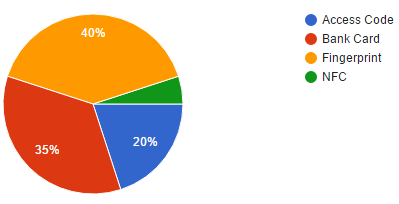 40%
35%
20%
Access Code
Bank Card
Fingerprint
NFC